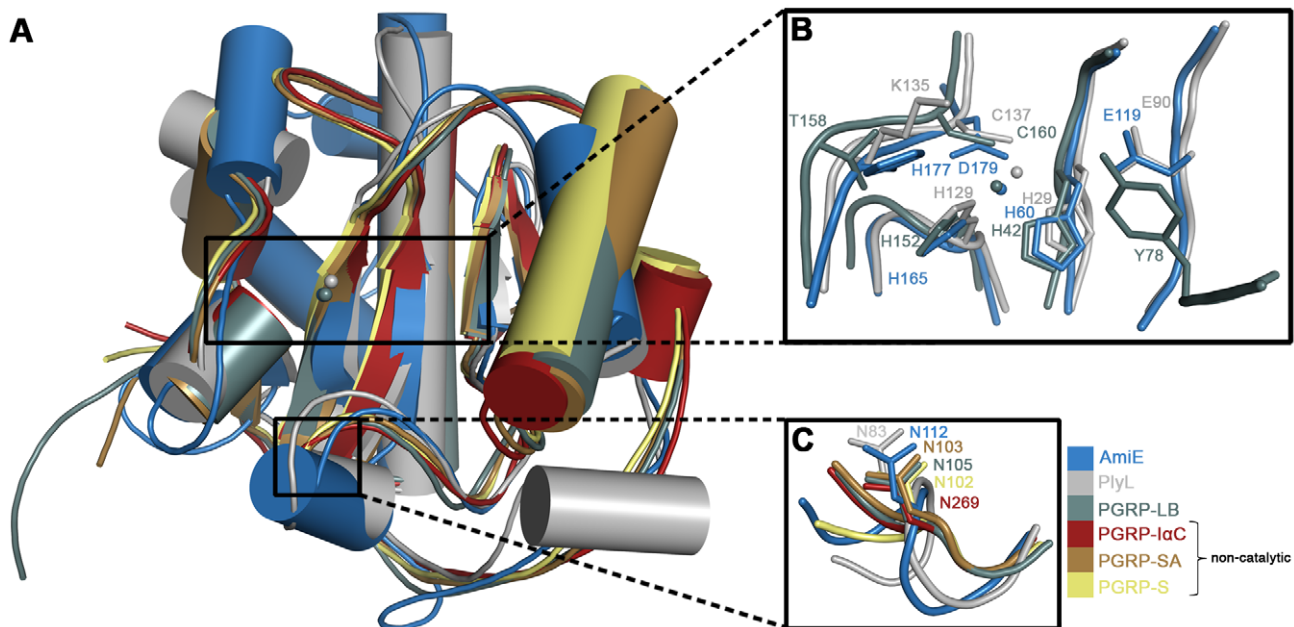 A
B
K135
T158
C137
C160
E119
E90
H177
D179
H129
H29
H60
H152
H42
Y78
H165
C
N83
N112
N103
N105
N102
N269
AmiE
PlyL
PGRP-LB
PGRP-IαC
PGRP-SA
PGRP-S
non-catalytic